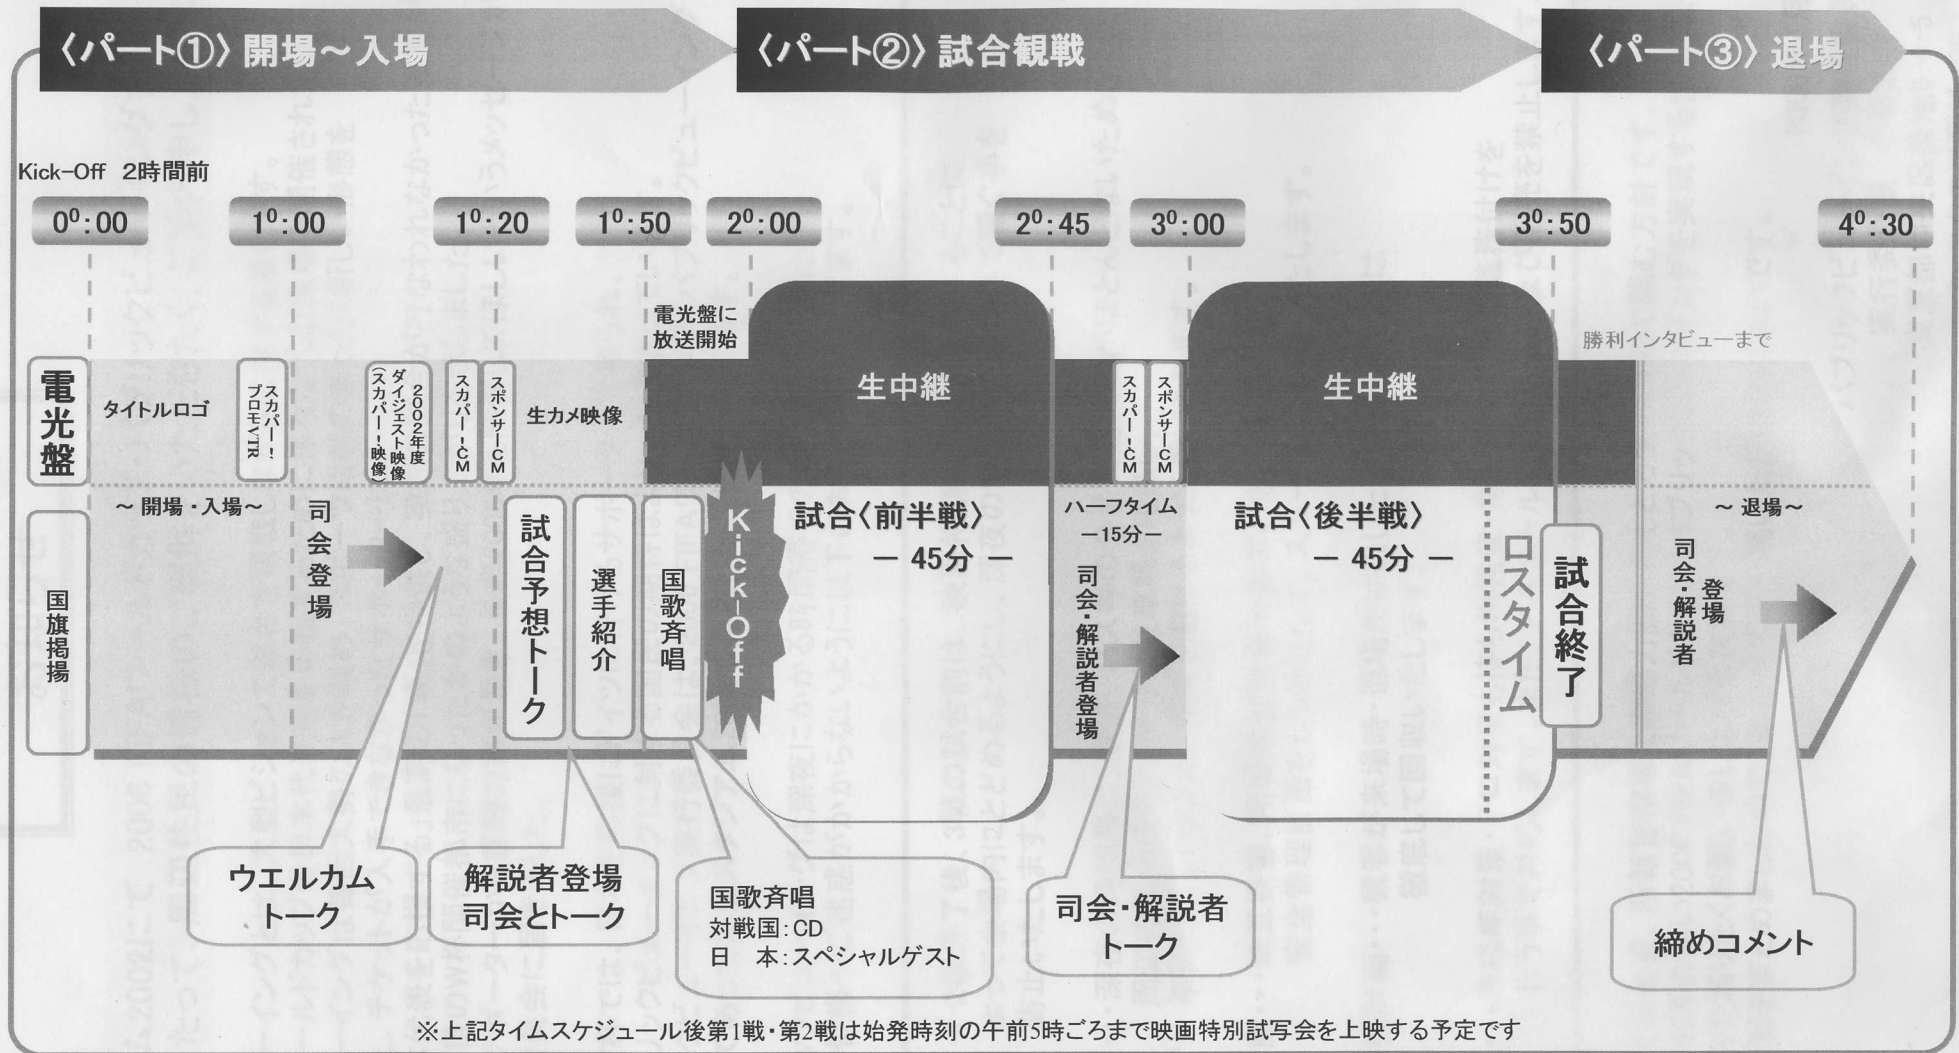 〈パート①〉開場～入場
〈パート②〉試合観戦
〈パート③〉退場
Kick-Off 2時間前
0⁰:00
1⁰:00
1⁰:20
1⁰:50
2⁰:00
2⁰:45
3⁰:00
3⁰:50
4⁰:30
電光盤に
放送開始
勝利インタビューまで
電光盤
タイトルロゴ
スカパー！
プロモVTR
2002年度
ダイジェスト映像
(スカパー！映像)
スカパー！CM
スポンサーCM
生カメ映像
生中継
スカパー！CM
スポンサーCM
生中継
国旗掲揚
～開場・入場～
司会登場
試合予想トーク
選手紹介
国歌斉唱
Kick-Off
試合〈前半戦〉
－ 45分 －
ハーフタイム
－15分－
司会・解説者登場
試合〈後半戦〉
－ 45分 －
ロスタイム
試合終了
～退場～
司会・解説者
登場
ウエルカム
トーク
解説者登場
司会とトーク
国歌斉唱
対戦国:CD
日　本:スペシャルゲスト
司会・解説者
トーク
締めコメント
※上記タイムスケジュール後第1戦・第2戦は始発時刻の午前5時ごろまで映画特別試写会を上映する予定です